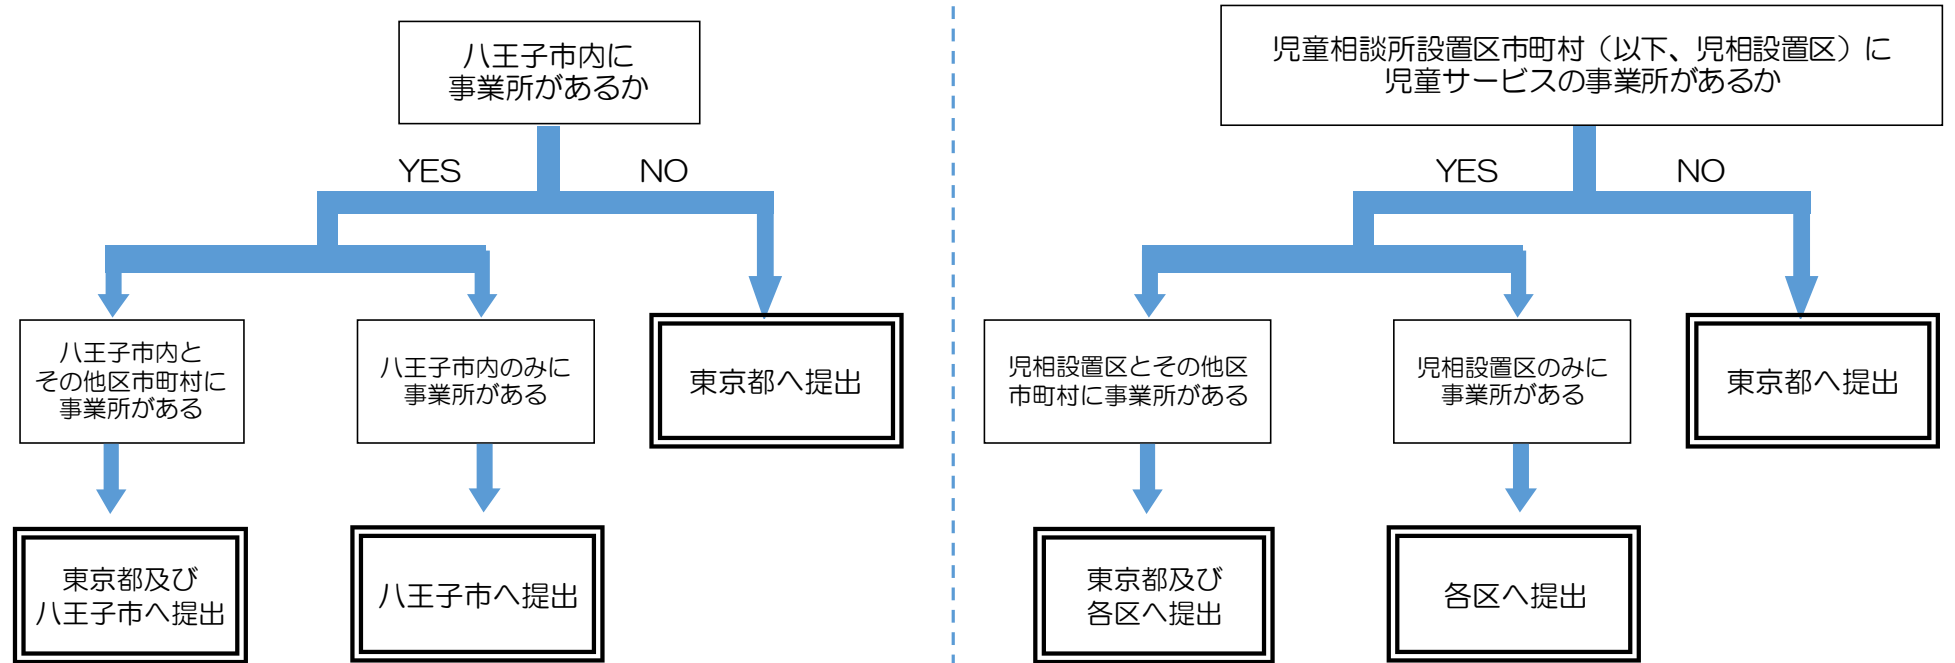 八王子市内に
事業所があるか
YES
NO
八王子市内と
その他区市町村に
事業所がある
八王子市内のみに
事業所がある
東京都へ提出
東京都及び
八王子市へ提出
八王子市へ提出
児童相談所設置区市町村（以下、児相設置区）に
児童サービスの事業所があるか
YES
NO
児相設置区とその他区
市町村に事業所がある
児相設置区のみに
事業所がある
東京都へ提出
東京都及び
各区へ提出
各区へ提出